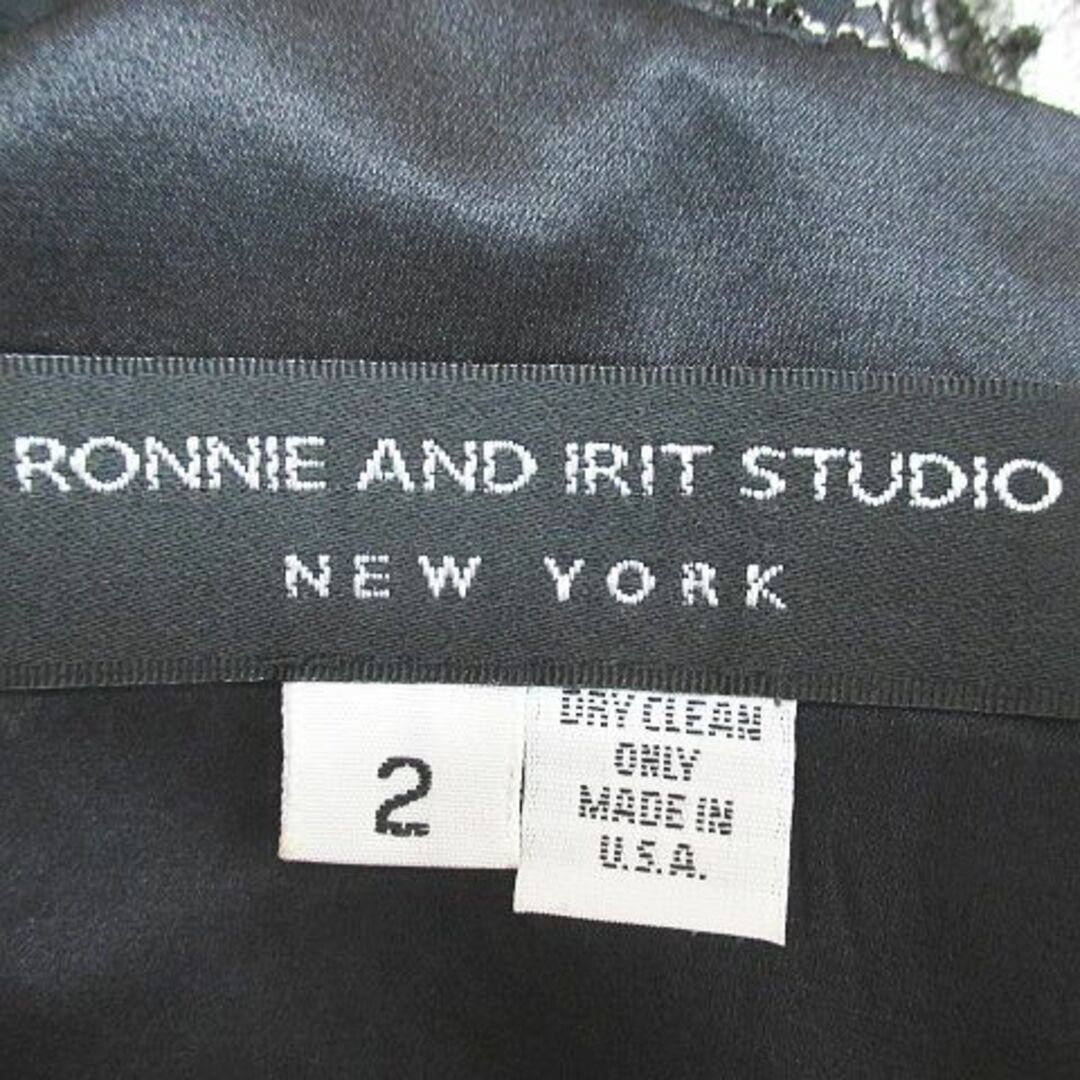 RONNIE AND IRIT STUDIO
NEW YORK
2
DRY CLEAN
ONLY
MADE IN
U.S.A.